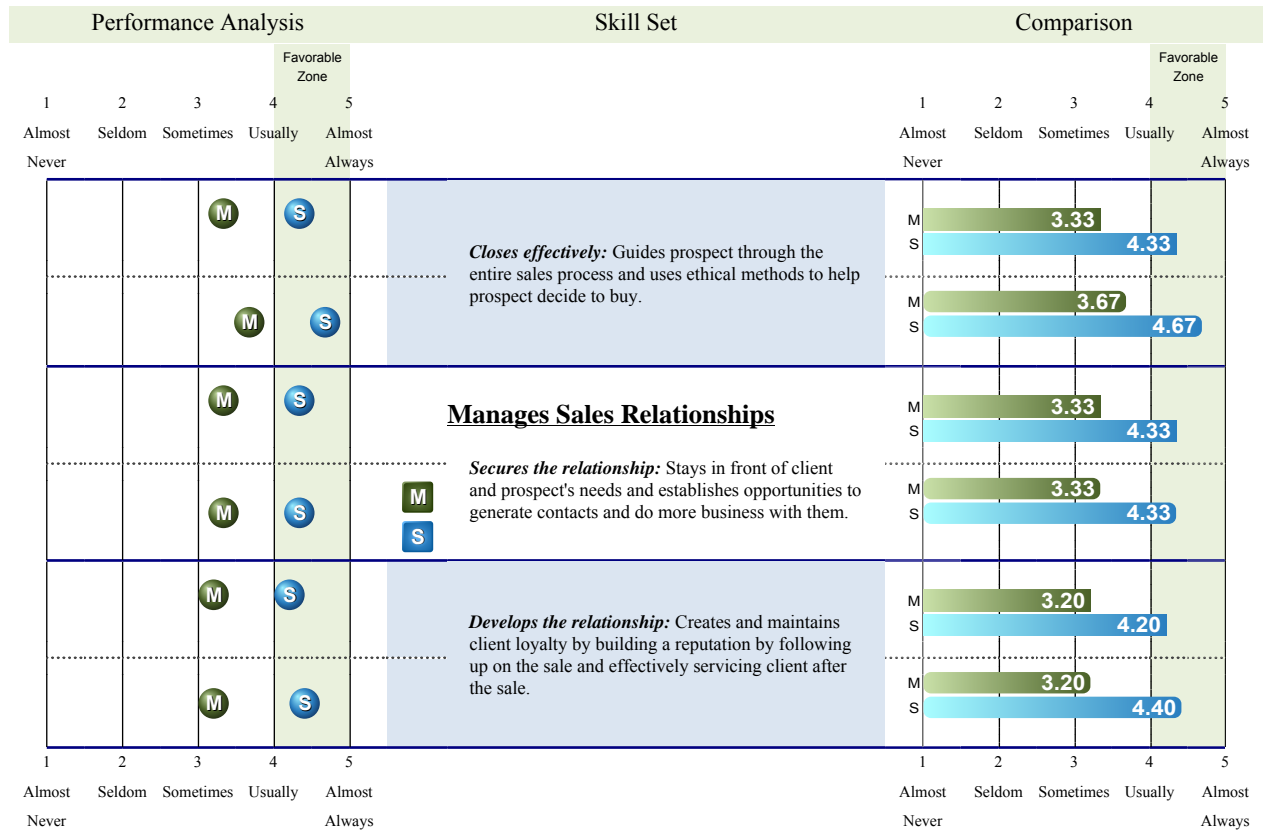 Performance Analysis Skill Set Comparison
Favorable Favorable
Zone Zone
1 2 3 4 5 1 2 3 4 5
Almost Seldom Sometimes Usually Almost Almost Seldom Sometimes Usually Almost
Never Always Never Always
M S
Closes effectively: Guides prospect through the
entire sales process and uses ethical methods to help
prospect decide to buy.
M 3.33
S 4.33
M S
M 3.67
S 4.67
M S
Manages Sales Relationships
M 3.33
S 4.33
Secures the relationship: Stays in front of client
and prospect's needs and establishes opportunities to
generate contacts and do more business with them.
M
S
M S
M 3.33
S 4.33
M S
Develops the relationship: Creates and maintains
client loyalty by building a reputation by following
up on the sale and effectively servicing client after
the sale.
M 3.20
S 4.20
M S
M 3.20
S 4.40
1 2 3 4 5 1 2 3 4 5
Almost Seldom Sometimes Usually Almost Almost Seldom Sometimes Usually Almost
Never Always Never Always